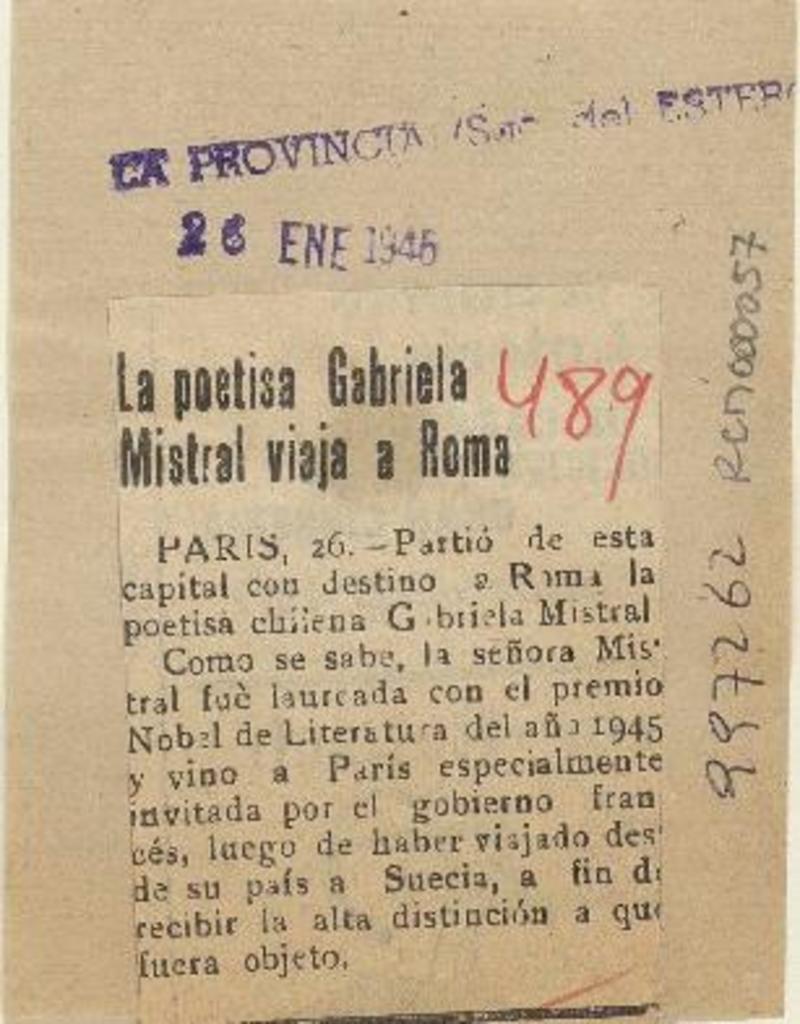 LA PROVINCIA (Sgo. del ESTERO
26 ENE 1946
La poetisa Gabriela
Mistral viaja a Roma
489
PARIS, 26. —Partió de esta
capital con destino a Roma la
poetisa chilena Gabriela Mistral
Como se sabe, la señora Mis-
tral fuè laureada con el premio
Nobel de Literatura del año 1945
y vino a París especialmente
invitada por el gobierno fran
cés, luego de haber viajado des-
de su país a Suecia, a fin de
recibir la alta distinción a que
fuera objeto.
997262